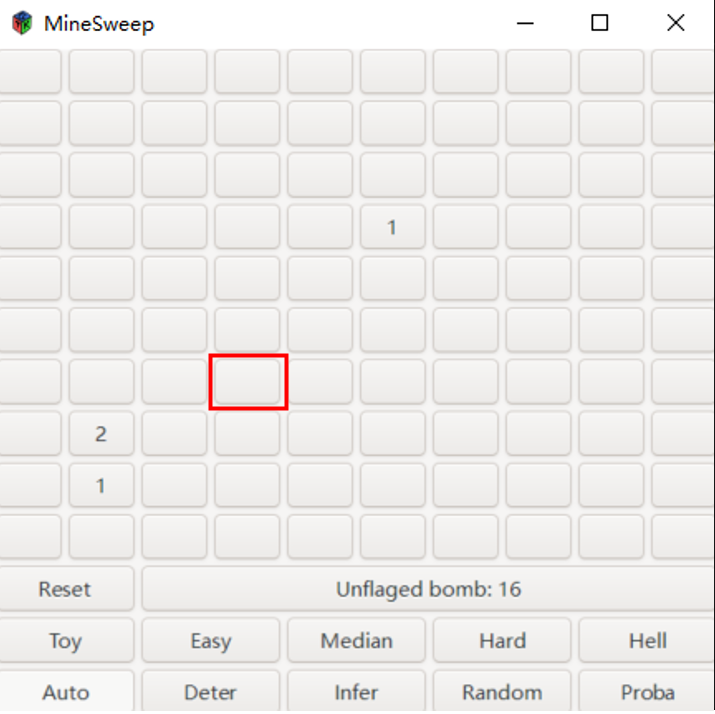 MineSweep
1
2
1
Reset Unflaged bomb: 16
Toy Easy Median Hard Hell
Auto Deter Infer Random Proba